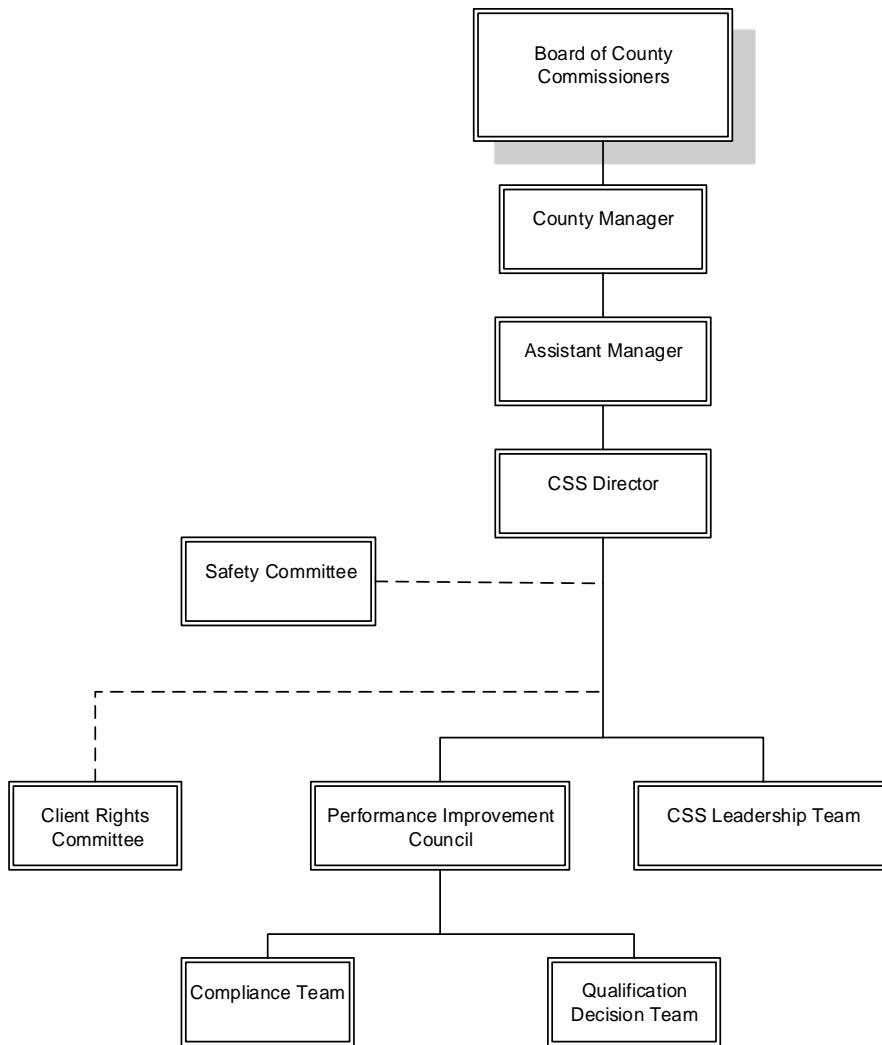 Board of County
Commissioners
County Manager
Assistant Manager
CSS Director
Safety Committee
Client Rights
Committee
Performance Improvement
Council
CSS Leadership Team
Compliance Team
Qualification
Decision Team